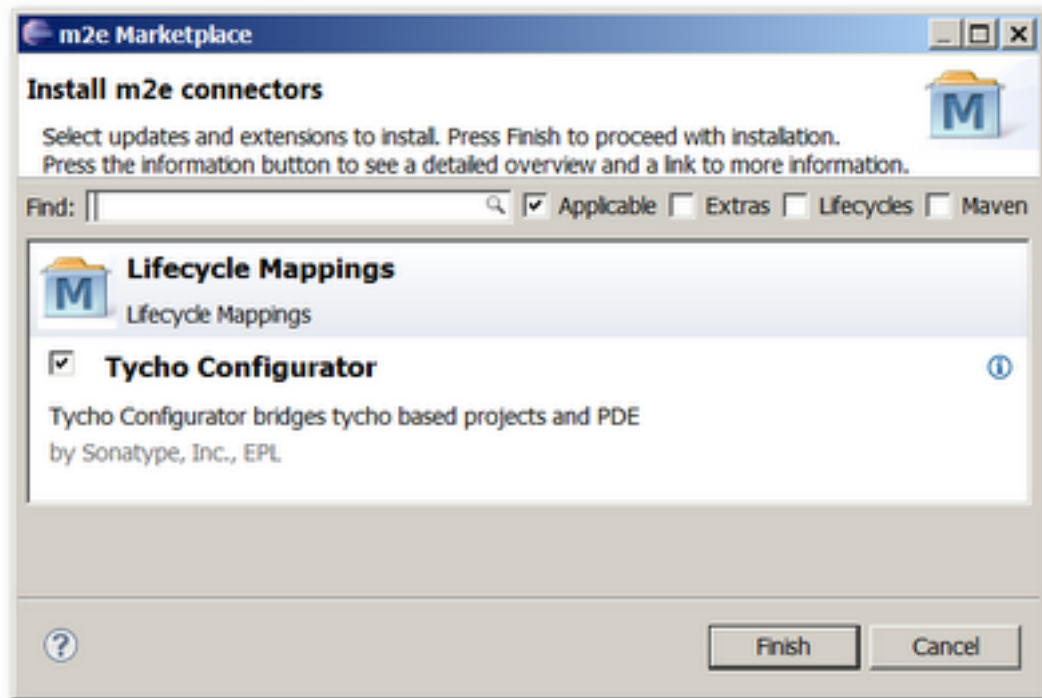 m2e Marketplace
Install m2e connectors
M
Select updates and extensions to install. Press Finish to proceed with installation.
Press the information button to see a detailed overview and a link to more information.
Find: Applicable Extras Lifecycles Maven
M
Lifecycle Mappings
Lifecycle Mappings
Tycho Configurator
Tycho Configurator bridges tycho based projects and PDE
by Sonatype, Inc., EPL
? Finish Cancel